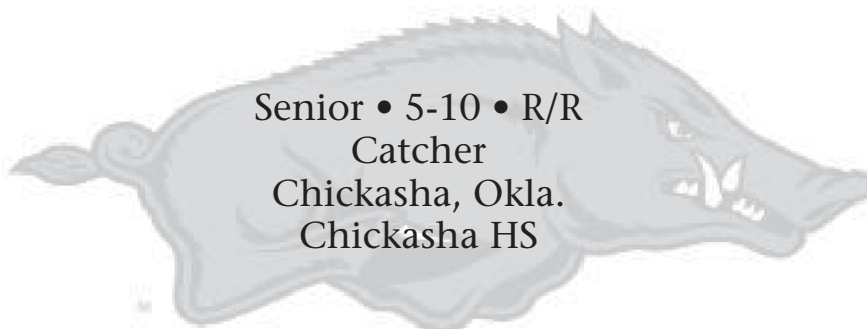 Senior • 5-10 • R/R
Catcher
Chickasha, Okla.
Chickasha HS